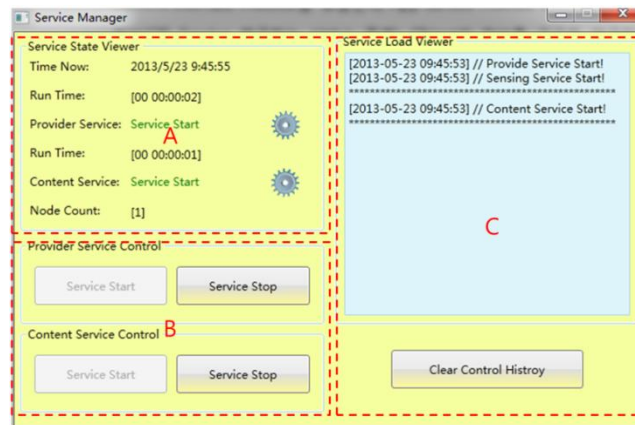 Service Manager
Service State Viewer
Time Now: 2013/5/23 9:45:55
Run Time: [00 00:00:02]
Provider Service: Service Start
A
Run Time: [00 00:00:01]
Content Service: Service Start
Node Count: [1]
Provider Service Control
Service Start Service Stop
B
Content Service Control
Service Start Service Stop
Service Load Viewer
[2013-05-23 09:45:53] // Provide Service Start!
[2013-05-23 09:45:53] // Sensing Service Start!
**************************************************
[2013-05-23 09:45:53] // Content Service Start!
**************************************************
C
Clear Control Histroy